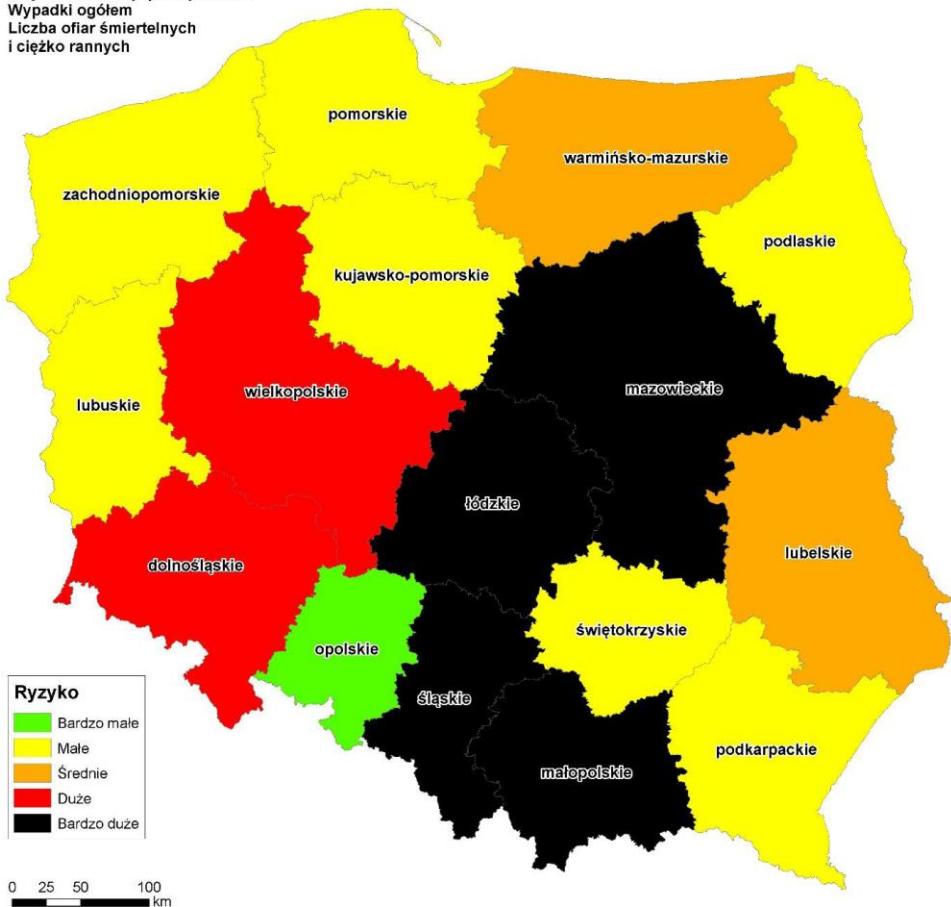 Wypadki ogółem
Liczba ofiar śmiertelnych
i ciężko rannych
pomorskie
warmińsko-mazurskie
zachodniopomorskie
podlaskie
kujawsko-pomorskie
wielkopolskie
mazowieckie
lubuskie
łódzkie
lubelskie
dolnośląskie
świętokrzyskie
opolskie
śląskie
podkarpackie
małopolskie
Ryzyko
Bardzo małe
Małe
Średnie
Duże
Bardzo duże
0 25 50 100
km